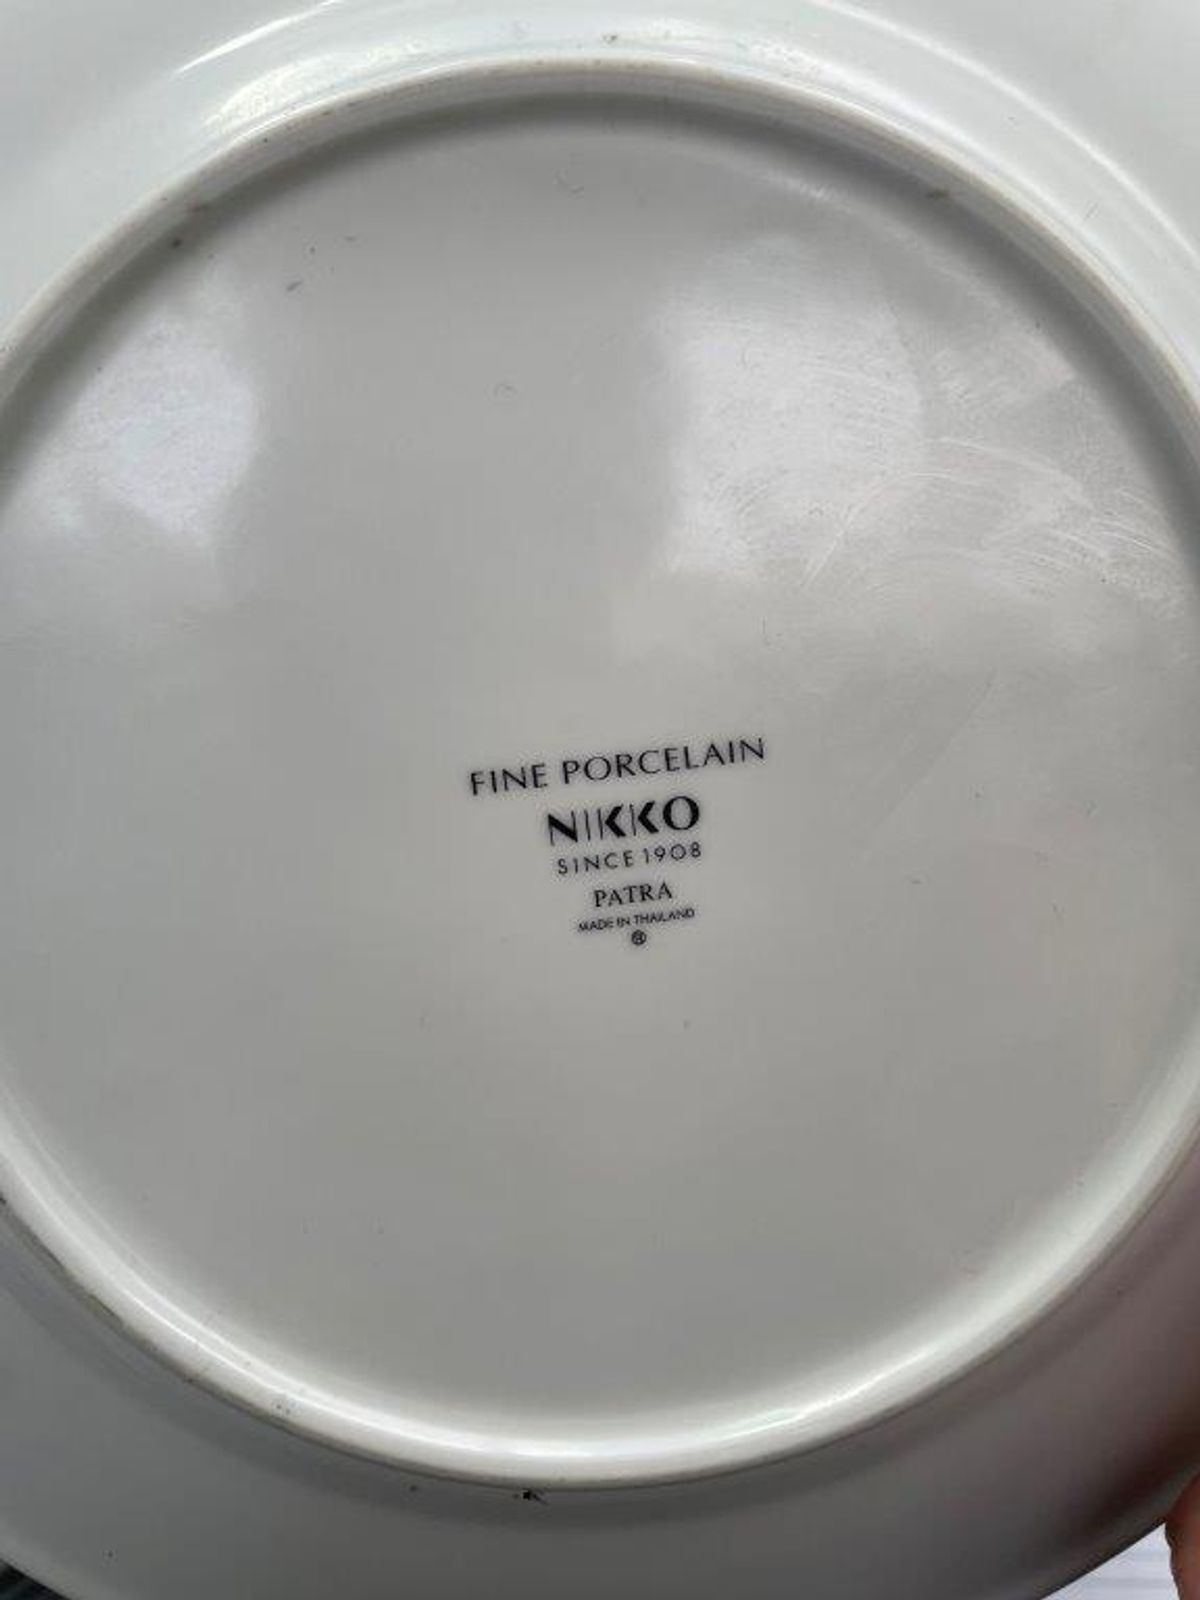 FINE PORCELAIN
NIKKO
SINCE 1908
PATRA
MADE IN THAILAND